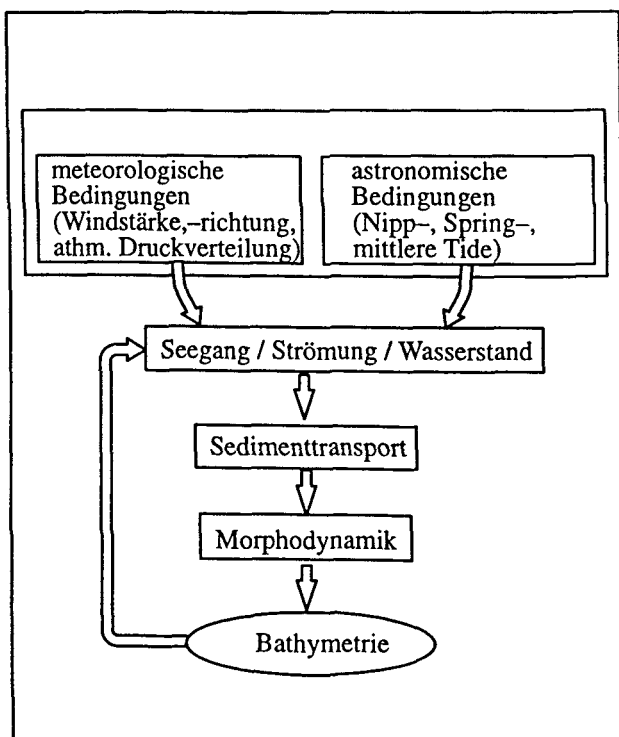 meteorologische
Bedingungen
(Windstärke,–richtung,
athm. Druckverteilung)
astronomische
Bedingungen
(Nipp–, Spring–,
mittlere Tide)
Seegang / Strömung / Wasserstand
Sedimenttransport
Morphodynamik
Bathymetrie